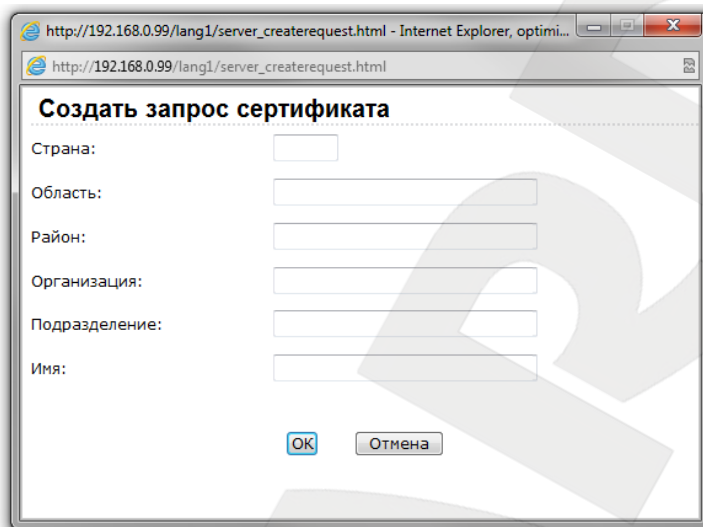 http://192.168.0.99/lang1/server_createrequest.html - Internet Explorer, optimi...
http://192.168.0.99/lang1/server_createrequest.html
Создать запрос сертификата
Страна:
Область:
Район:
Организация:
Подразделение:
Имя:
OK Отмена